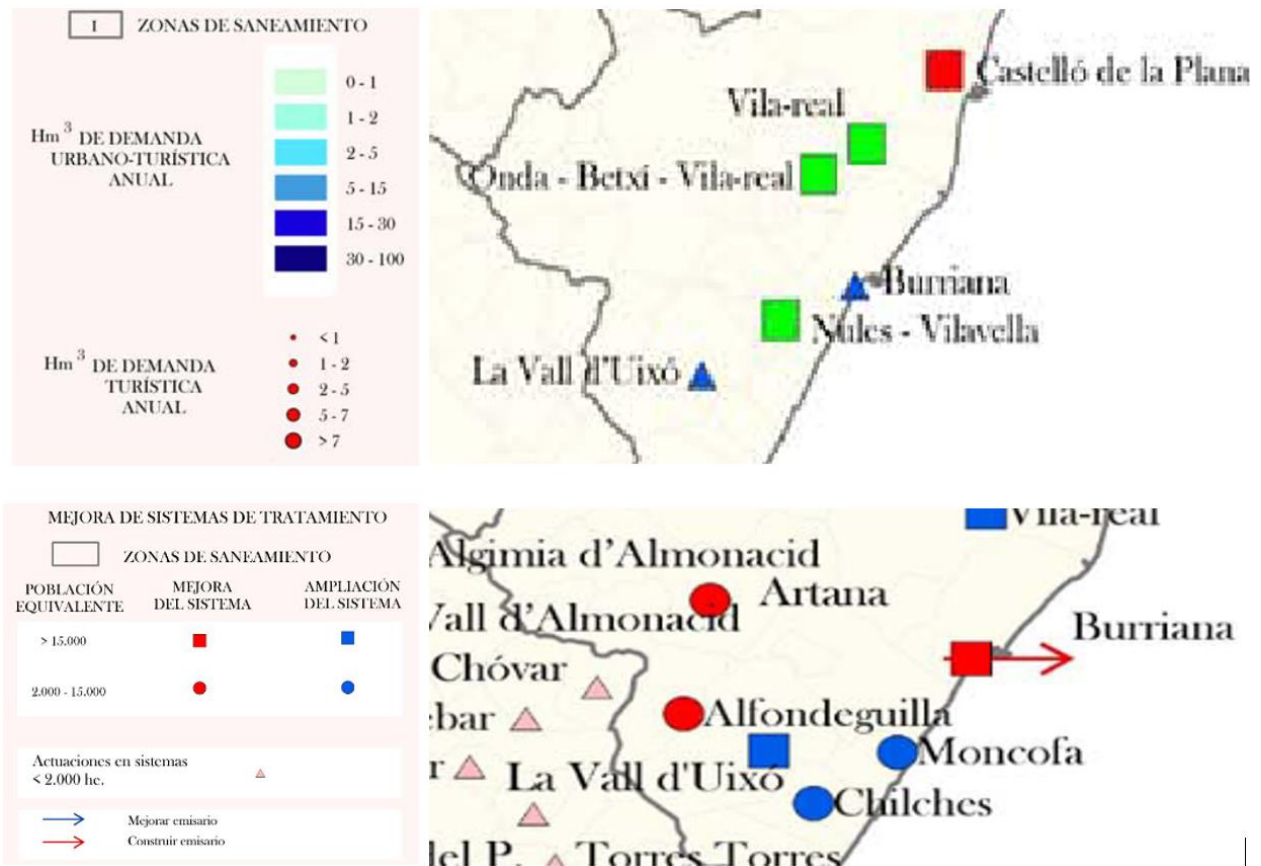 I ZONAS DE SANEAMIENTO
Hm3 DE DEMANDA
URBANO-TURÍSTICA
ANUAL
0 - 1
1 - 2
2 - 5
5 - 15
15 - 30
30 - 100
Hm3 DE DEMANDA
TURÍSTICA
ANUAL
< 1
1 - 2
2 - 5
5 - 7
> 7
Castelló de la Plana
Vila-real
Onda - Betxí - Vila-real
Burriana
Nules - Vilavella
La Vall d'Uixó
MEJORA DE SISTEMAS DE TRATAMIENTO
ZONAS DE SANEAMIENTO
POBLACIÓN
EQUIVALENTE
MEJORA
DEL SISTEMA
AMPLIACIÓN
DEL SISTEMA
> 15.000
2.000 - 15.000
Actuaciones en sistemas
< 2.000 he.
Mejorar emisario
Construir emisario
Vila-real
Algimia d'Almonacid
Artana
Vall d'Almonacid
Burriana
Chóvar
Alfondeguilla
bar
Moncofa
r
La Vall d'Uixó
Chilches
el P.
Torres Torres